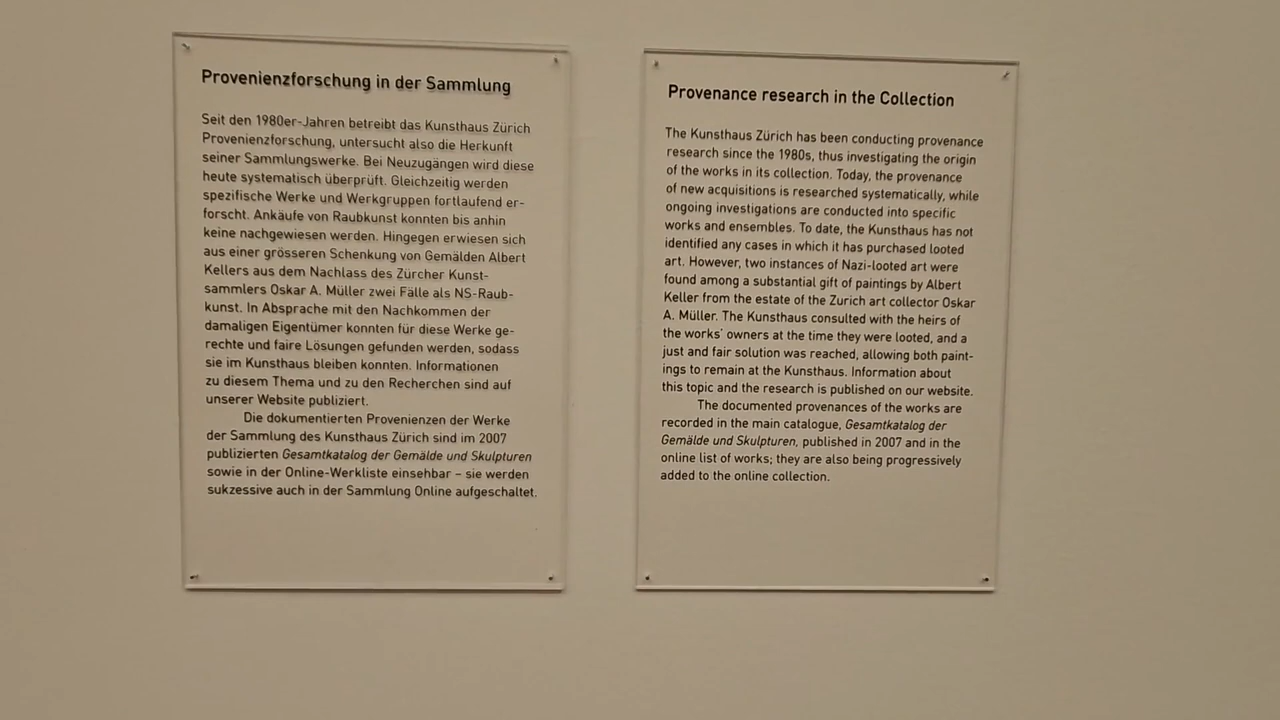 Provenienzforschung in der Sammlung
Seit den 1980er-Jahren betreibt das Kunsthaus Zürich
Provenienzforschung, untersucht also die Herkunft
seiner Sammlungswerke. Bei Neuzugängen wird diese
heute systematisch überprüft. Gleichzeitig werden
spezifische Werke und Werkgruppen fortlaufend er-
forscht. Ankäufe von Raubkunst konnten bis anhin
keine nachgewiesen werden. Hingegen erwiesen sich
aus einer grösseren Schenkung von Gemälden Albert
Kellers aus dem Nachlass des Zürcher Kunst-
sammlers Oskar A. Müller zwei Fälle als NS-Raub-
kunst. In Absprache mit den Nachkommen der
damaligen Eigentümer konnten für diese Werke ge-
rechte und faire Lösungen gefunden werden, sodass
sie im Kunsthaus bleiben konnten. Informationen
zu diesem Thema und zu den Recherchen sind auf
unserer Website publiziert.
Die dokumentierten Provenienzen der Werke
der Sammlung des Kunsthaus Zürich sind im 2007
publizierten Gesamtkatalog der Gemälde und Skulpturen
sowie in der Online-Werkliste einsehbar – sie werden
sukzessive auch in der Sammlung Online aufgeschaltet.
Provenance research in the Collection
The Kunsthaus Zürich has been conducting provenance
research since the 1980s, thus investigating the origin
of the works in its collection. Today, the provenance
of new acquisitions is researched systematically, while
ongoing investigations are conducted into specific
works and ensembles. To date, the Kunsthaus has not
identified any cases in which it has purchased looted
art. However, two instances of Nazi-looted art were
found among a substantial gift of paintings by Albert
Keller from the estate of the Zurich art collector Oskar
A. Müller. The Kunsthaus consulted with the heirs of
the works' owners at the time they were looted, and a
just and fair solution was reached, allowing both paint-
ings to remain at the Kunsthaus. Information about
this topic and the research is published on our website.
The documented provenances of the works are
recorded in the main catalogue, Gesamtkatalog der
Gemälde und Skulpturen, published in 2007 and in the
online list of works; they are also being progressively
added to the online collection.